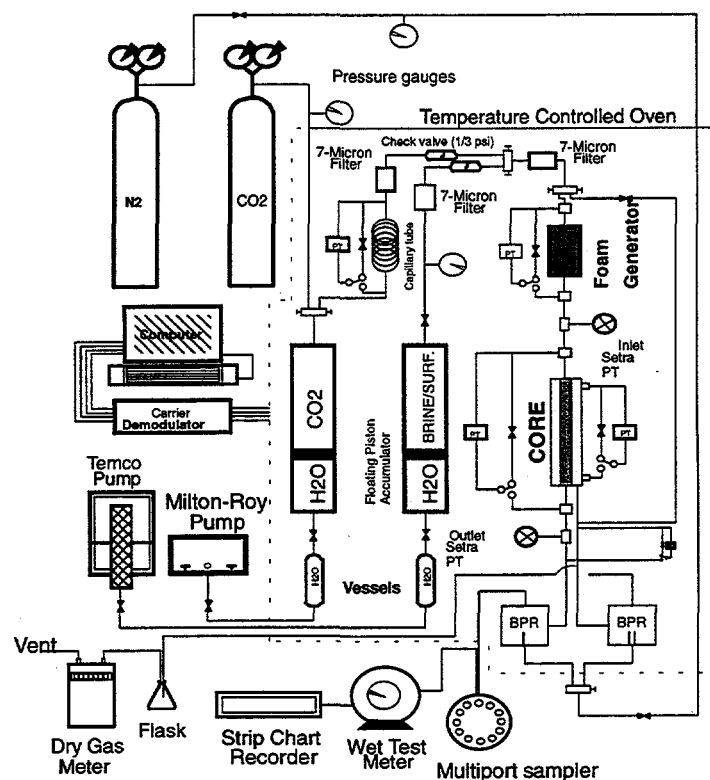 Pressure gauges
Temperature Controlled Oven
Check valve (1/3 psi)
7-Micron
Filter
7-Micron
Filter
7-Micron
Filter
N2
CO2
PT
Capillary tube
PT
Foam
Generator
Computer
Carrier
Demodulator
Inlet
Setra
PT
CO2
H2O
Floating Piston
Accumulator
BRINE/SURF.
H2O
PT
CORE
PT
Temco
Pump
Milton-Roy
Pump
Outlet
Setra
PT
H2O
Vessels
H2O
BPR
BPR
Vent
Dry Gas
Meter
Flask
Strip Chart
Recorder
Wet Test
Meter
Multiport sampler